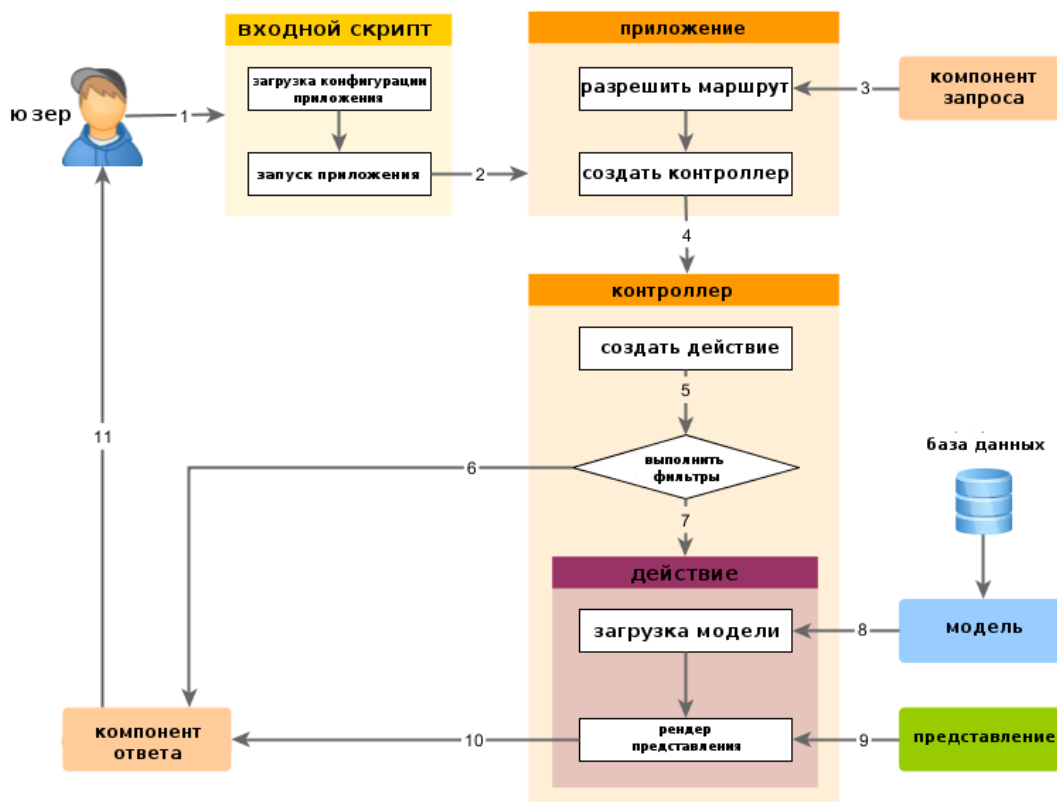 входной скрипт
приложение
загрузка конфигурации
приложения
разрешить маршрут
3
компонент
запроса
юзер
1
запуск приложения
2
создать контроллер
4
контроллер
создать действие
5
11
6
выполнить
фильтры
база данных
7
действие
загрузка модели
8
модель
компонент
ответа
10
рендер
представления
9
представление